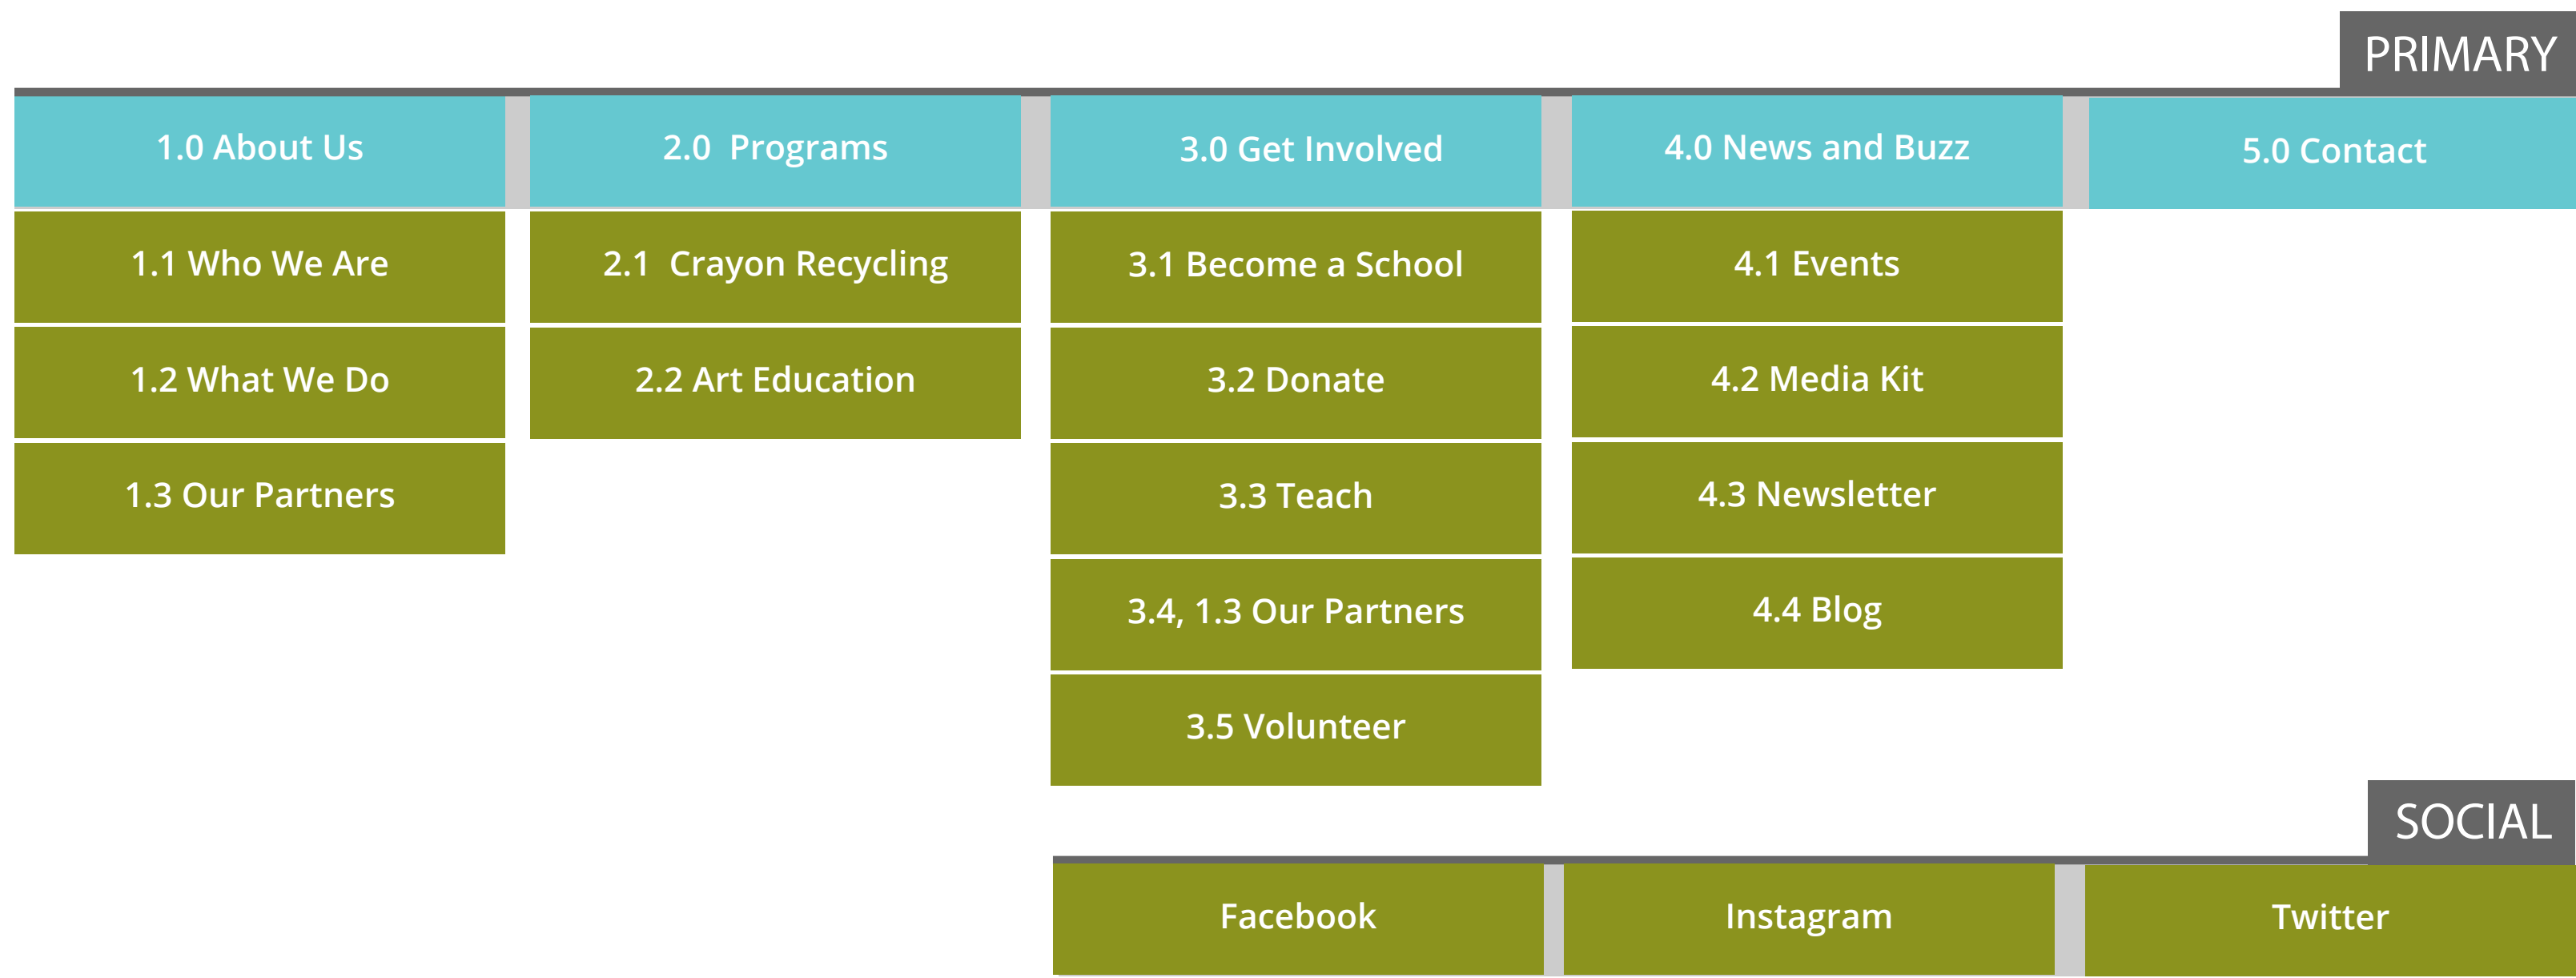 PRIMARY
1.0 About Us
1.1 Who We Are
1.2 What We Do
1.3 Our Partners
2.0 Programs
2.1 Crayon Recycling
2.2 Art Education
3.0 Get Involved
3.1 Become a School
3.2 Donate
3.3 Teach
3.4, 1.3 Our Partners
3.5 Volunteer
4.0 News and Buzz
4.1 Events
4.2 Media Kit
4.3 Newsletter
4.4 Blog
5.0 Contact
SOCIAL
Facebook
Instagram
Twitter